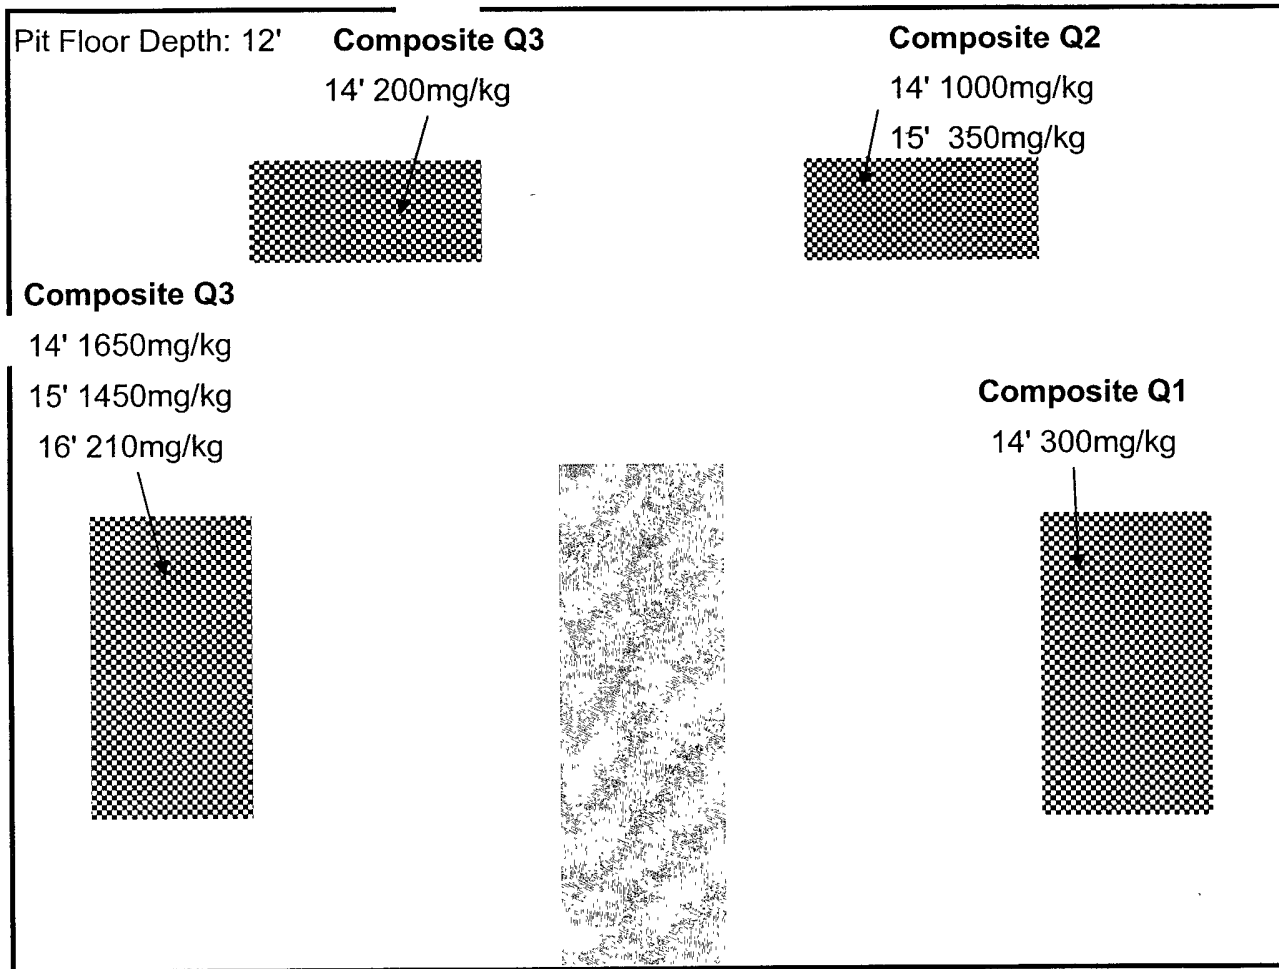 Pit Floor Depth: 12'
Composite Q3
14' 200mg/kg
Composite Q2
14' 1000mg/kg
15' 350mg/kg
Composite Q3
14' 1650mg/kg
15' 1450mg/kg
16' 210mg/kg
Composite Q1
14' 300mg/kg